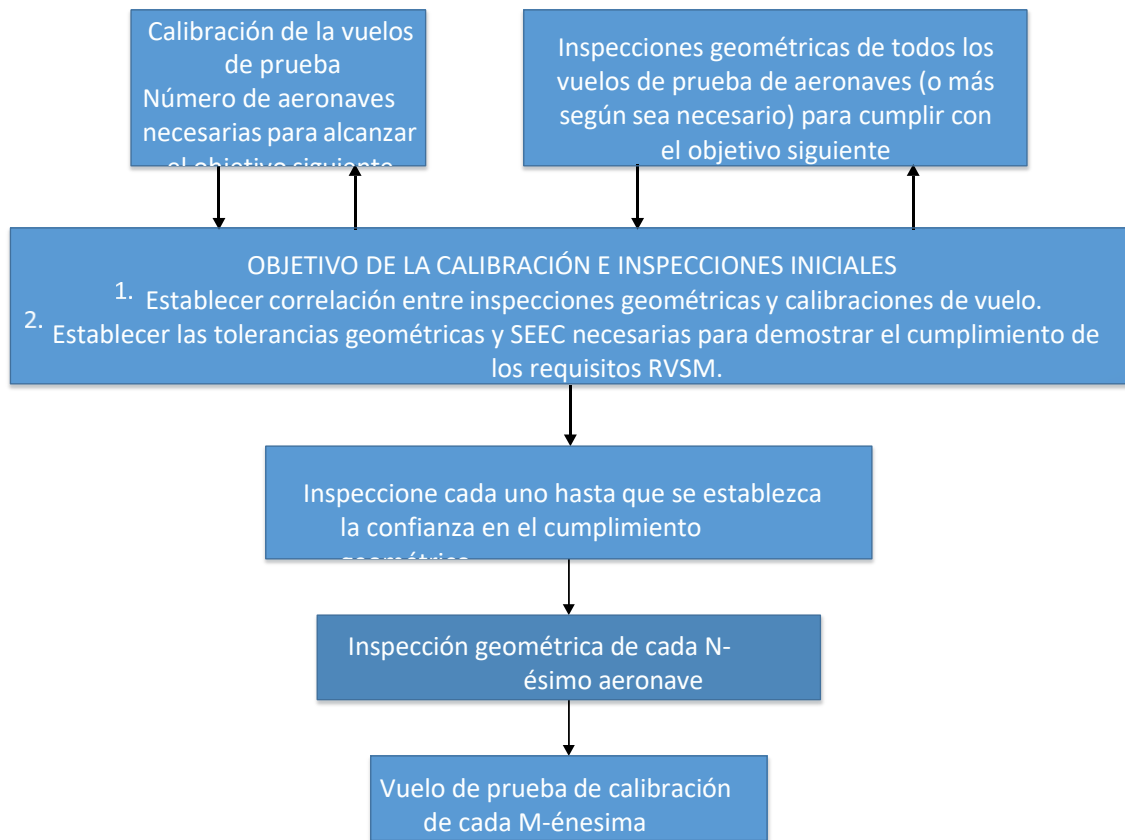 Calibración de la vuelos
de prueba
Número de aeronaves
necesarias para alcanzar
el objetivo siguiente
Inspecciones geométricas de todos los
vuelos de prueba de aeronaves (o más
según sea necesario) para cumplir con
el objetivo siguiente
OBJETIVO DE LA CALIBRACIÓN E INSPECCIONES INICIALES
1. Establecer correlación entre inspecciones geométricas y calibraciones de vuelo.
2. Establecer las tolerancias geométricas y SEEC necesarias para demostrar el cumplimiento de
los requisitos RVSM.
Inspeccione cada uno hasta que se establezca
la confianza en el cumplimiento
Inspección geométrica de cada N-
ésimo aeronave
Vuelo de prueba de calibración
de cada M-énesima